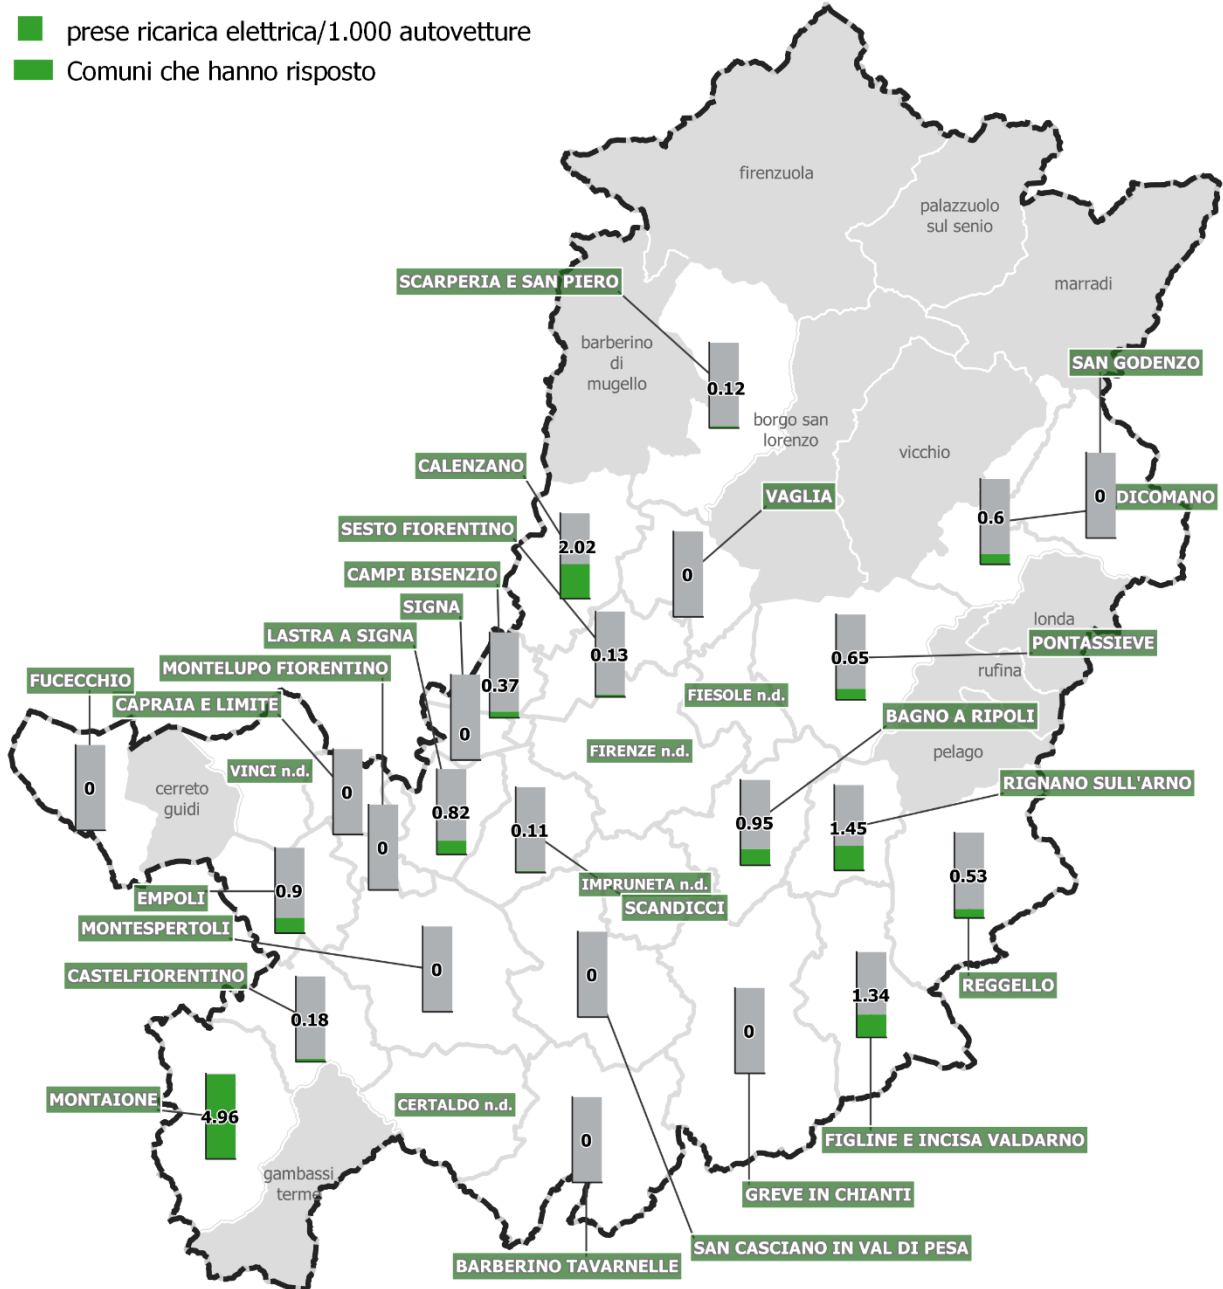 prese ricarica elettrica/1.000 autovetture
Comuni che hanno risposto
firenzuola
palazzuolo
sul senio
marradi
SCARPERIA E SAN PIERO
barberino
di
mugello
0.12
SAN GODENZO
borgo san
lorenzo
vicchio
CALENZANO
VAGLIA
0
DICOMANO
0.6
SESTO FIORENTINO
2.02
0
CAMPI BISENZIO
SIGNA
londa
LASTRA A SIGNA
PONTASSIEVE
0.13
0.65
MONTELUPO FIORENTINO
rufina
FUCECCHIO
0.37
FIESOLE n.d.
CAPRAIA E LIMITE
BAGNO A RIPOLI
0
FIRENZE n.d.
pelago
VINCI n.d.
cerreto
guidi
0
0
RIGNANO SULL'ARNO
0.82
0.11
0.95
1.45
0
0.53
IMPRUNETA n.d.
EMPOLI
0.9
SCANDICCI
MONTESPERTOLI
0
0
CASTELFIORENTINO
REGGELLO
1.34
0.18
0
MONTAIONE
CERTALDO n.d.
4.96
0
FIGLINE E INCISA VALDARNO
gambassi
terme
GREVE IN CHIANTI
SAN CASCIANO IN VAL DI PESA
BARBERINO TAVARNELLE